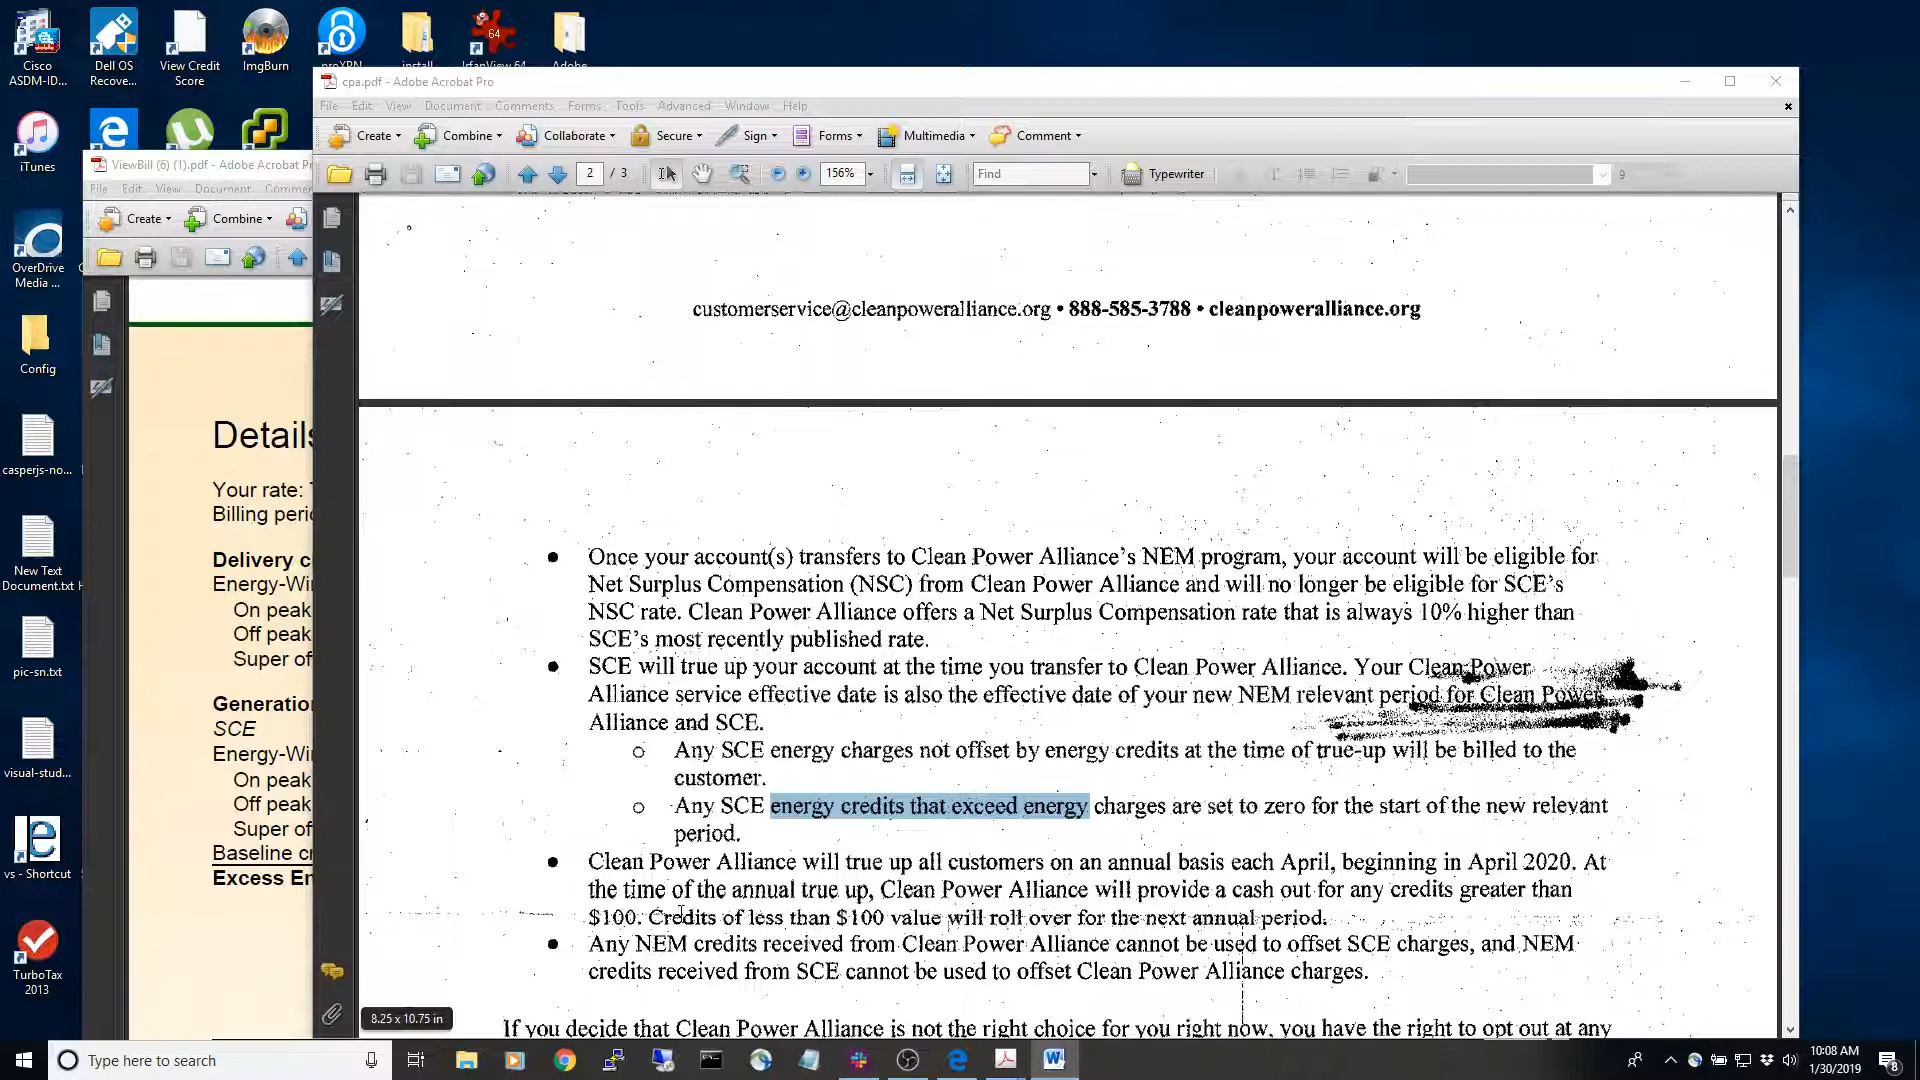 Cisco ASDM-ID...
Dell OS Recove...
View Credit Score
ImgBurn
proXPN
install
IrfanView 64
Adobe
64
iTunes
OverDrive Media ...
Config
casperjs-no...
New Text Document.txt
pic-sn.txt
visual-stud...
vs - Shortcut
TurboTax 2013
ViewBill (6) (1).pdf - Adobe Acrobat Pr
File Edit View Document Comme
Create Combine
Details
Your rate:
Billing peri
Delivery c
Energy-Wi
On peak
Off peak
Super of
Generation
SCE
Energy-Wi
On peak
Off peak
Super of
Baseline cr
Excess En
cpa.pdf - Adobe Acrobat Pro
File Edit View Document Comments Forms Tools Advanced Window Help
Create Combine Collaborate Secure Sign Forms Multimedia Comment
2 / 3 156% Find Typewriter 9
customerservice@cleanpoweralliance.org • 888-585-3788 • cleanpoweralliance.org
• Once your account(s) transfers to Clean Power Alliance's NEM program, your account will be eligible for
Net Surplus Compensation (NSC) from Clean Power Alliance and will no longer be eligible for SCE's
NSC rate. Clean Power Alliance offers a Net Surplus Compensation rate that is always 10% higher than
SCE's most recently published rate.
• SCE will true up your account at the time you transfer to Clean Power Alliance. Your Clean Power
Alliance service effective date is also the effective date of your new NEM relevant period for Clean Power
Alliance and SCE.
o Any SCE energy charges not offset by energy credits at the time of true-up will be billed to the
customer.
o Any SCE energy credits that exceed energy charges are set to zero for the start of the new relevant
period.
• Clean Power Alliance will true up all customers on an annual basis each April, beginning in April 2020. At
the time of the annual true up, Clean Power Alliance will provide a cash out for any credits greater than
$100. Credits of less than $100 value will roll over for the next annual period.
• Any NEM credits received from Clean Power Alliance cannot be used to offset SCE charges, and NEM
credits received from SCE cannot be used to offset Clean Power Alliance charges.
If you decide that Clean Power Alliance is not the right choice for you right now, you have the right to opt out at any
8.25 x 10.75 in
Type here to search
10:08 AM
1/30/2019
8